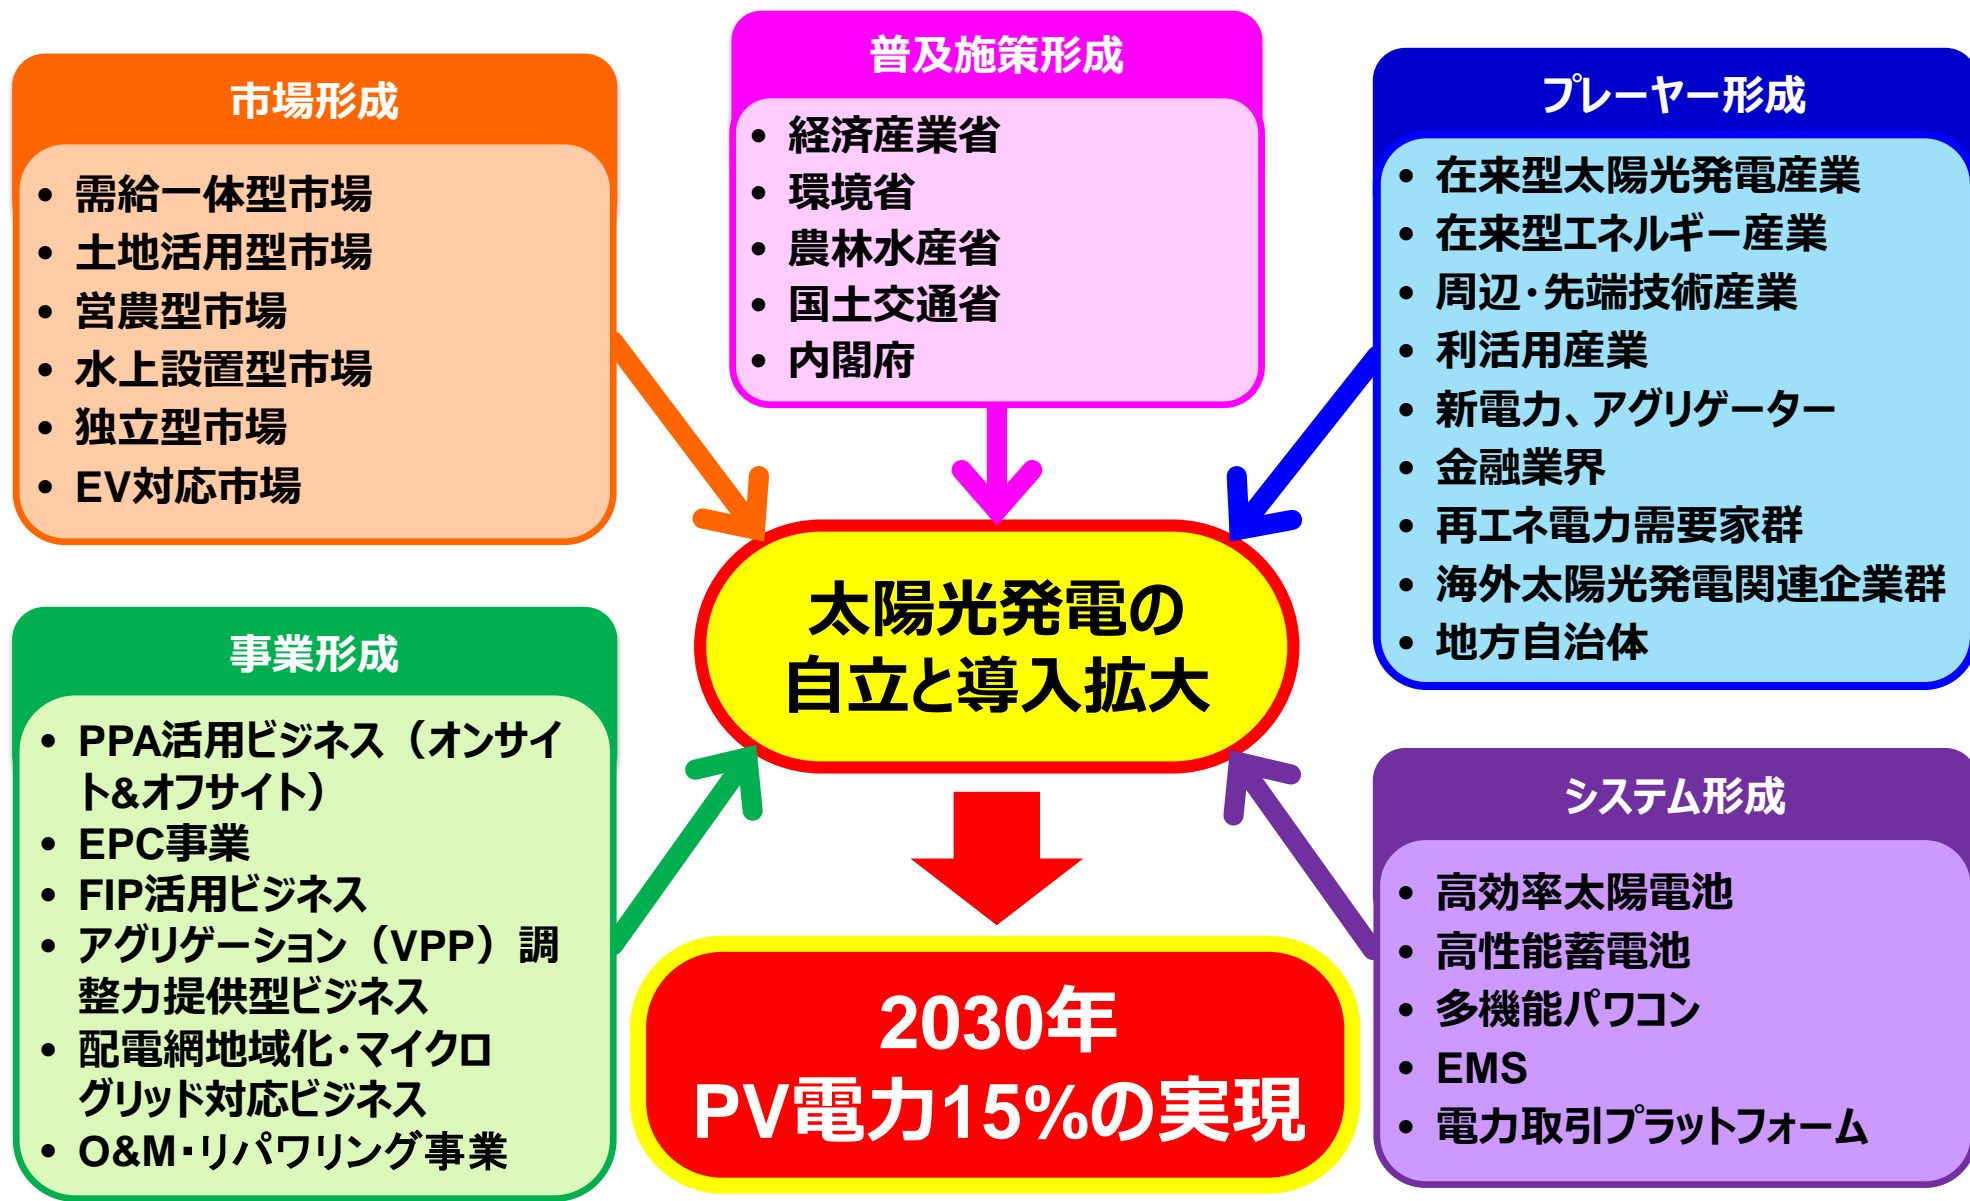 市場形成
• 需給一体型市場
• 土地活用型市場
• 営農型市場
• 水上設置型市場
• 独立型市場
• EV対応市場
普及施策形成
• 経済産業省
• 環境省
• 農林水産省
• 国土交通省
• 内閣府
プレーヤー形成
• 在来型太陽光発電産業
• 在来型エネルギー産業
• 周辺・先端技術産業
• 利活用産業
• 新電力、アグリゲーター
• 金融業界
• 再エネ電力需要家群
• 海外太陽光発電関連企業群
• 地方自治体
事業形成
• PPA活用ビジネス（オンサイ
ト&オフサイト）
• EPC事業
• FIP活用ビジネス
• アグリゲーション（VPP）調
整力提供型ビジネス
• 配電網地域化・マイクロ
グリッド対応ビジネス
• O&M・リパワリング事業
システム形成
• 高効率太陽電池
• 高性能蓄電池
• 多機能パワコン
• EMS
• 電力取引プラットフォーム
太陽光発電の
自立と導入拡大
2030年
PV電力15%の実現